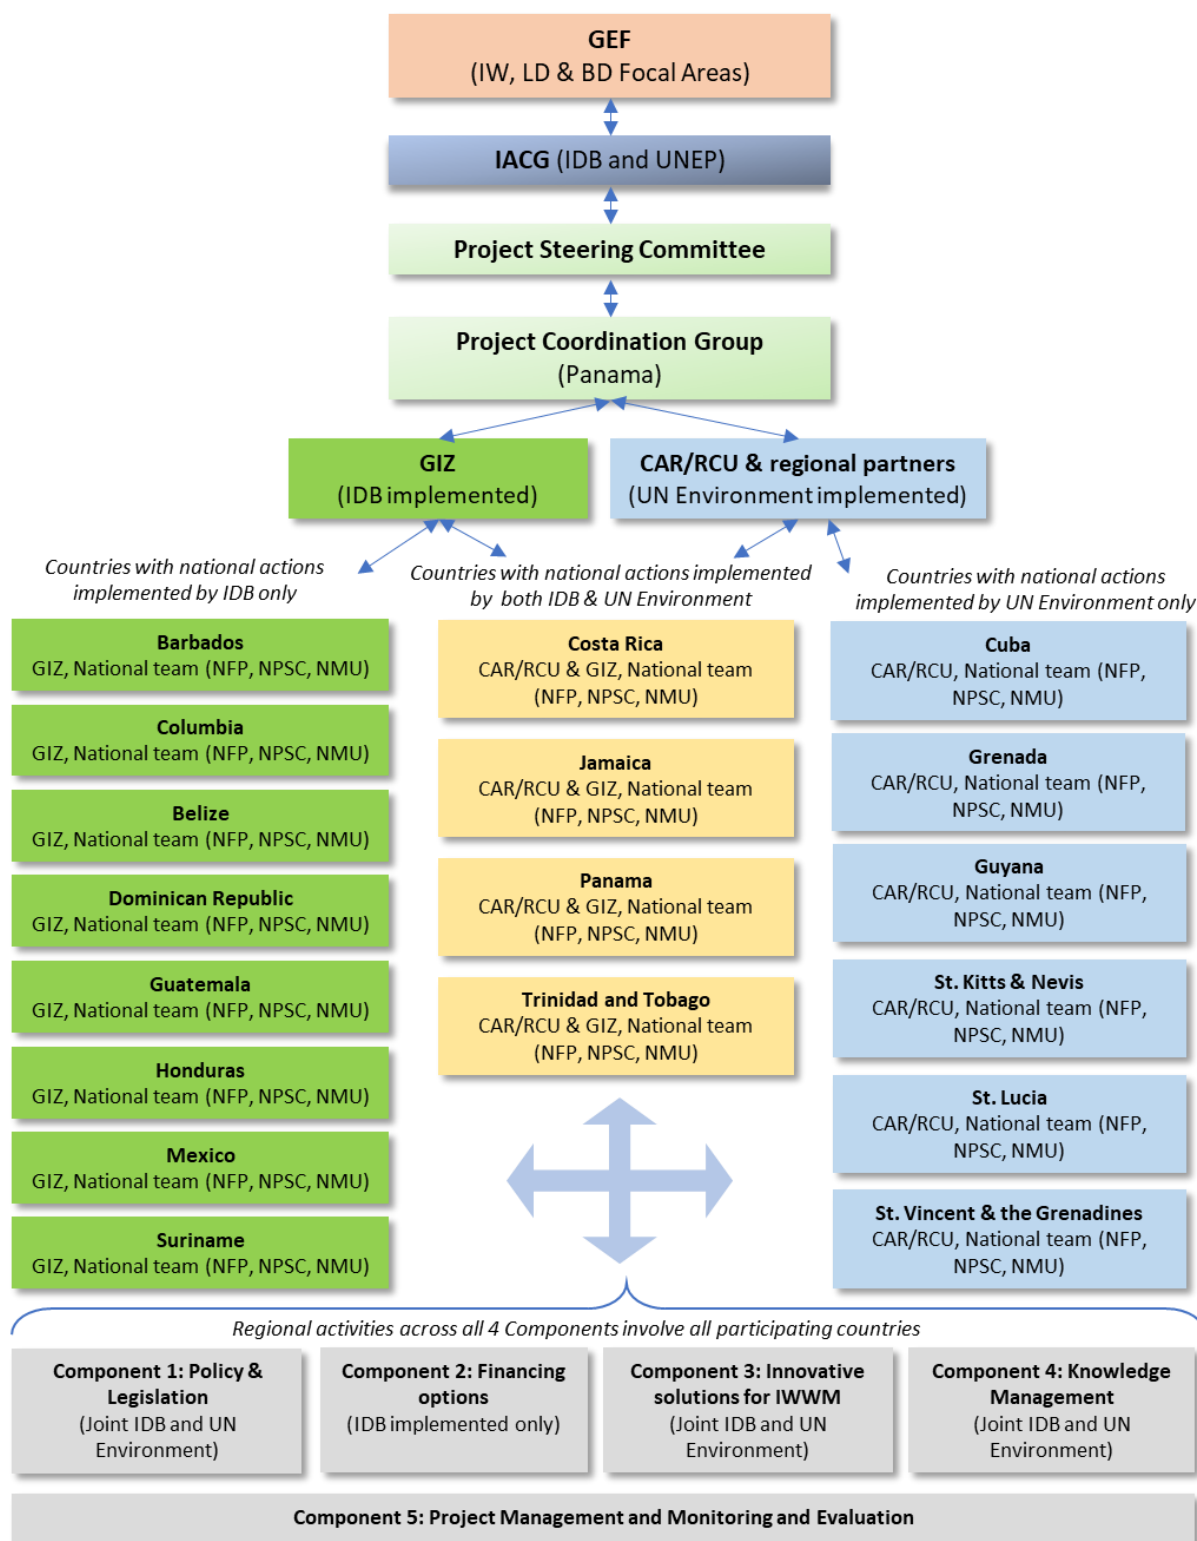 GEF
(IW, LD & BD Focal Areas)
IACG (IDB and UNEP)
Project Steering Committee
Project Coordination Group
(Panama)
GIZ
(IDB implemented)
CAR/RCU & regional partners
(UN Environment implemented)
Countries with national actions
implemented by IDB only
Countries with national actions implemented
by both IDB & UN Environment
Countries with national actions
implemented by UN Environment only
Barbados
GIZ, National team (NFP, NPSC, NMU)
Columbia
GIZ, National team (NFP, NPSC, NMU)
Belize
GIZ, National team (NFP, NPSC, NMU)
Dominican Republic
GIZ, National team (NFP, NPSC, NMU)
Guatemala
GIZ, National team (NFP, NPSC, NMU)
Honduras
GIZ, National team (NFP, NPSC, NMU)
Mexico
GIZ, National team (NFP, NPSC, NMU)
Suriname
GIZ, National team (NFP, NPSC, NMU)
Costa Rica
CAR/RCU & GIZ, National team
(NFP, NPSC, NMU)
Jamaica
CAR/RCU & GIZ, National team
(NFP, NPSC, NMU)
Panama
CAR/RCU & GIZ, National team
(NFP, NPSC, NMU)
Trinidad and Tobago
CAR/RCU & GIZ, National team
(NFP, NPSC, NMU)
Cuba
CAR/RCU, National team (NFP,
NPSC, NMU)
Grenada
CAR/RCU, National team (NFP,
NPSC, NMU)
Guyana
CAR/RCU, National team (NFP,
NPSC, NMU)
St. Kitts & Nevis
CAR/RCU, National team (NFP,
NPSC, NMU)
St. Lucia
CAR/RCU, National team (NFP,
NPSC, NMU)
St. Vincent & the Grenadines
CAR/RCU, National team (NFP,
NPSC, NMU)
Regional activities across all 4 Components involve all participating countries
Component 1: Policy &
Legislation
(Joint IDB and UN
Environment)
Component 2: Financing
options
(IDB implemented only)
Component 3: Innovative
solutions for IWWM
(Joint IDB and UN
Environment)
Component 4: Knowledge
Management
(Joint IDB and UN
Environment)
Component 5: Project Management and Monitoring and Evaluation